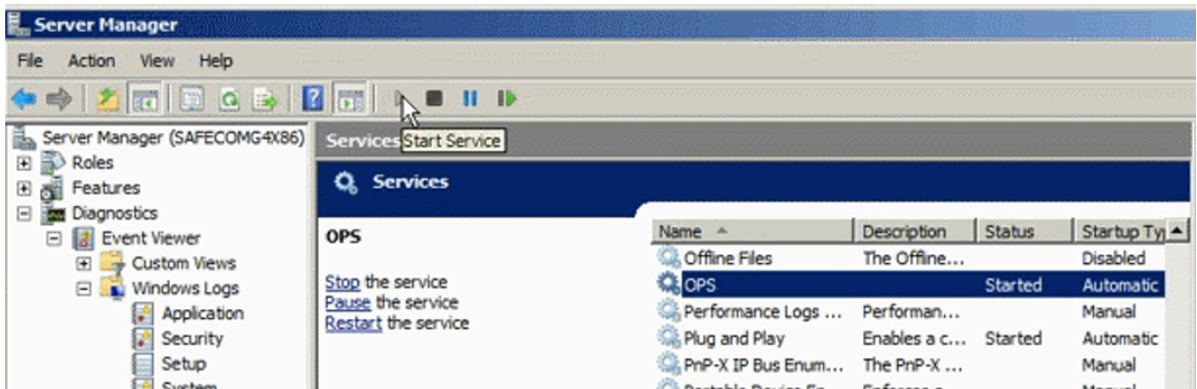 Server Manager
File Action View Help
Server Manager (SAFECOMG4X86)
Roles
Features
Diagnostics
Event Viewer
Custom Views
Windows Logs
Application
Security
Setup
System
Services
Start Service
Services
OPS
Stop the service
Pause the service
Restart the service
Name Description Status Startup Ty
Offline Files The Offline... Disabled
OPS Started Automatic
Performance Logs ... Performan... Manual
Plug and Play Enables a c... Started Automatic
PnP-X IP Bus Enum... The PnP-X ... Manual